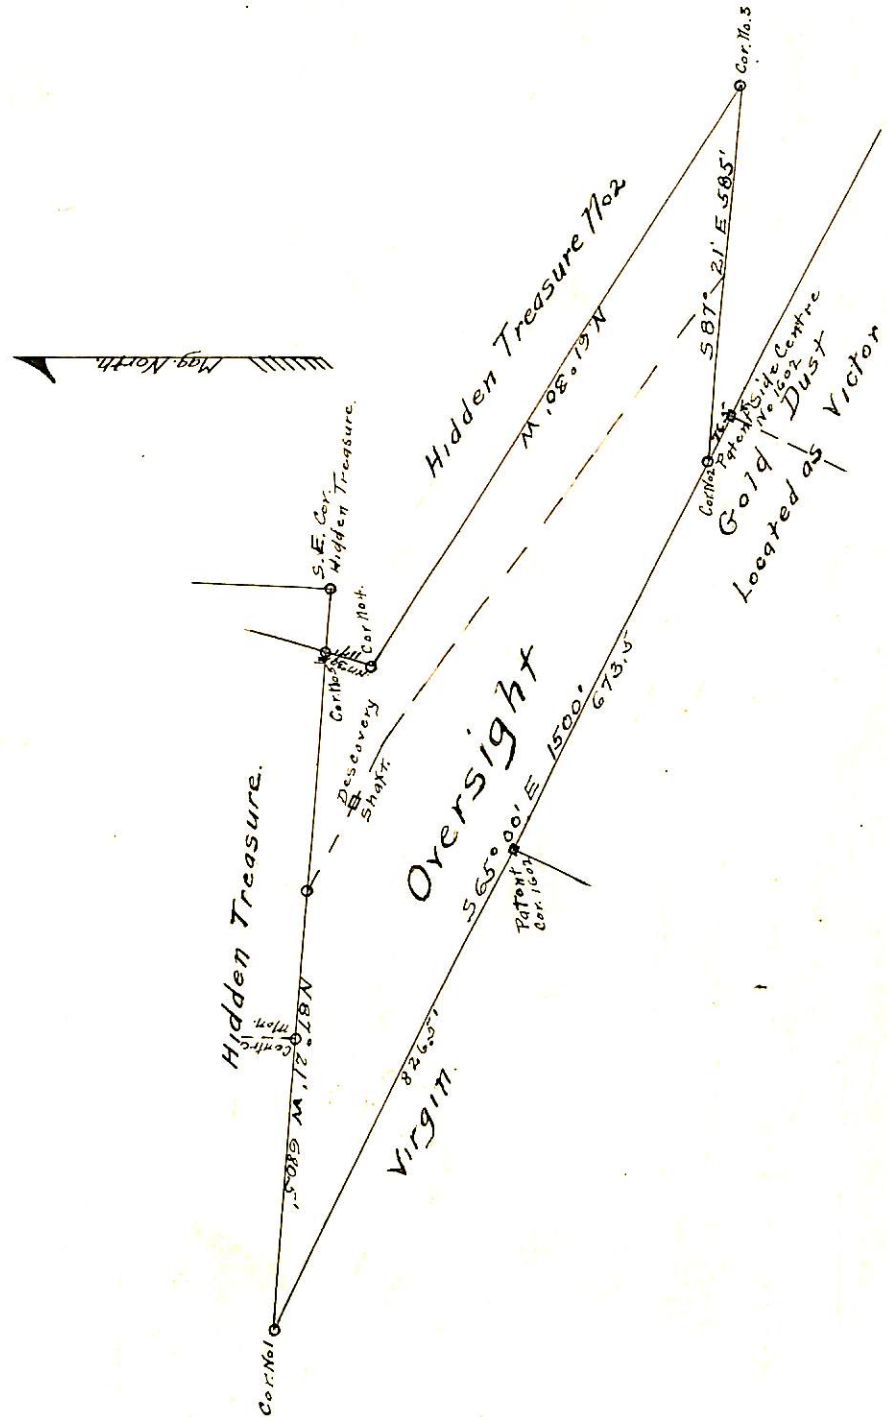 Mag. North.
Cor. No. 3
Hidden Treasure No 2
S 87° 21' E 585'
N 61° 30' W
S. E. Cor.
Hidden Treasure.
Cor No 4.
Cor. No 5
Descovery
Shaft.
Hidden Treasure.
Centre
Mon.
N 87° 21' W 680.5'
Oversight
S 65° 00' E 1500'
673.5
826.5'
Patent
Cor. 1602
Cor. No 2
Patent Side Centre
No 1602
Gold Dust
Located as Victor
Virgin.
Cor. No 1